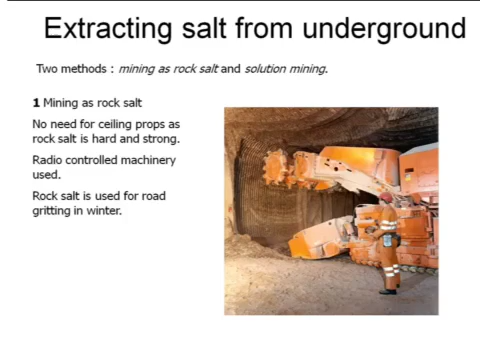 Extracting salt from underground
Two methods : mining as rock salt and solution mining.
1 Mining as rock salt
No need for ceiling props as
rock salt is hard and strong.
Radio controlled machinery
used.
Rock salt is used for road
gritting in winter.